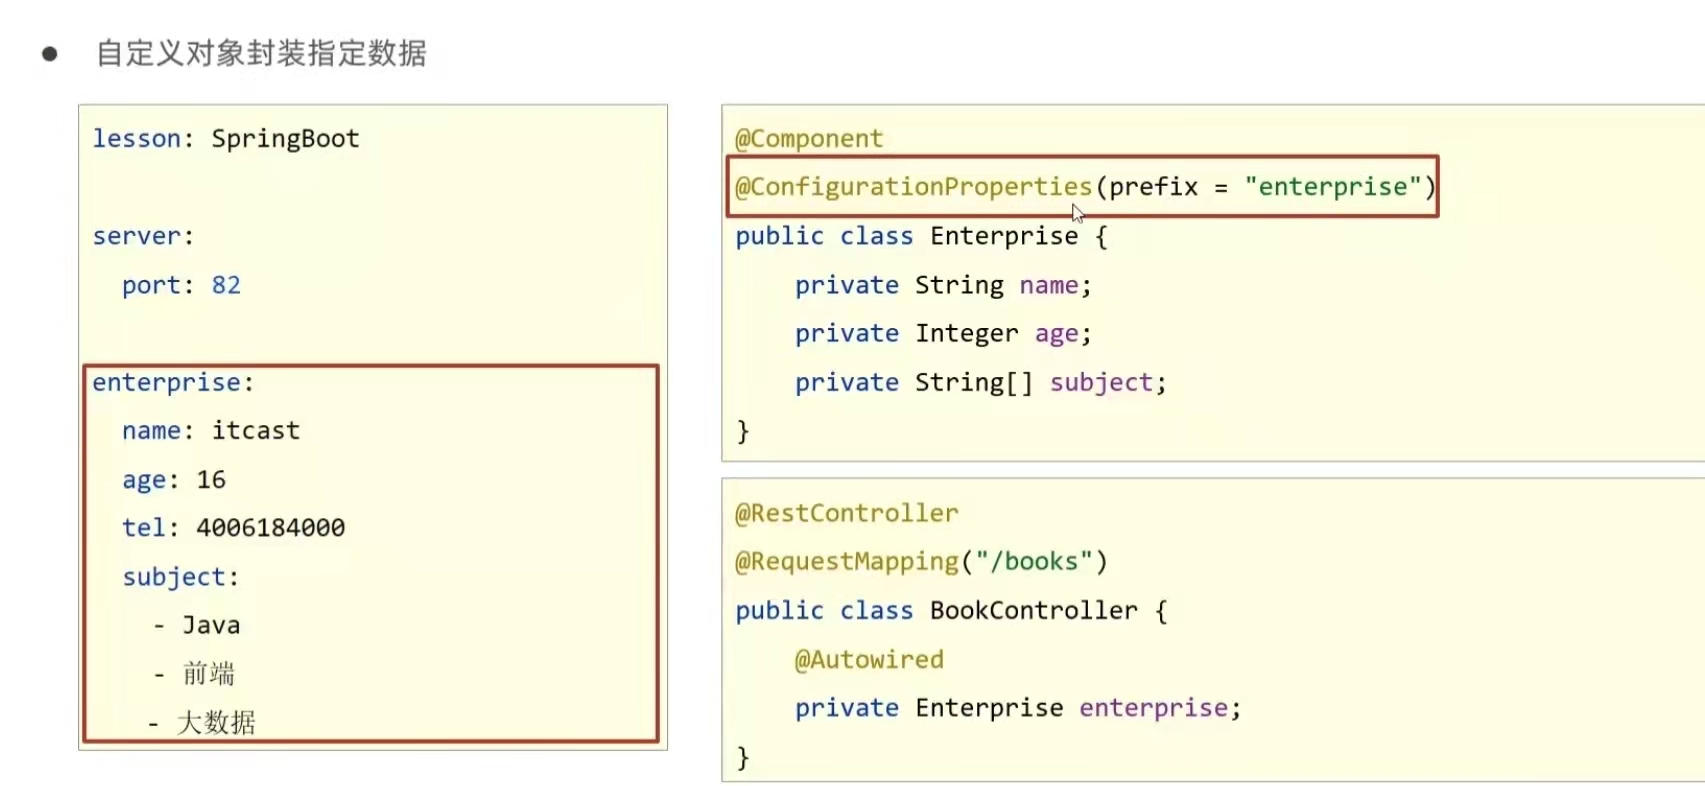 ● 自定义对象封装指定数据
lesson: SpringBoot
server:
  port: 82
enterprise:
  name: itcast
  age: 16
  tel: 4006184000
  subject:
    - Java
    - 前端
    - 大数据
@Component
@ConfigurationProperties(prefix = "enterprise")
public class Enterprise {
    private String name;
    private Integer age;
    private String[] subject;
}
@RestController
@RequestMapping("/books")
public class BookController {
    @Autowired
    private Enterprise enterprise;
}